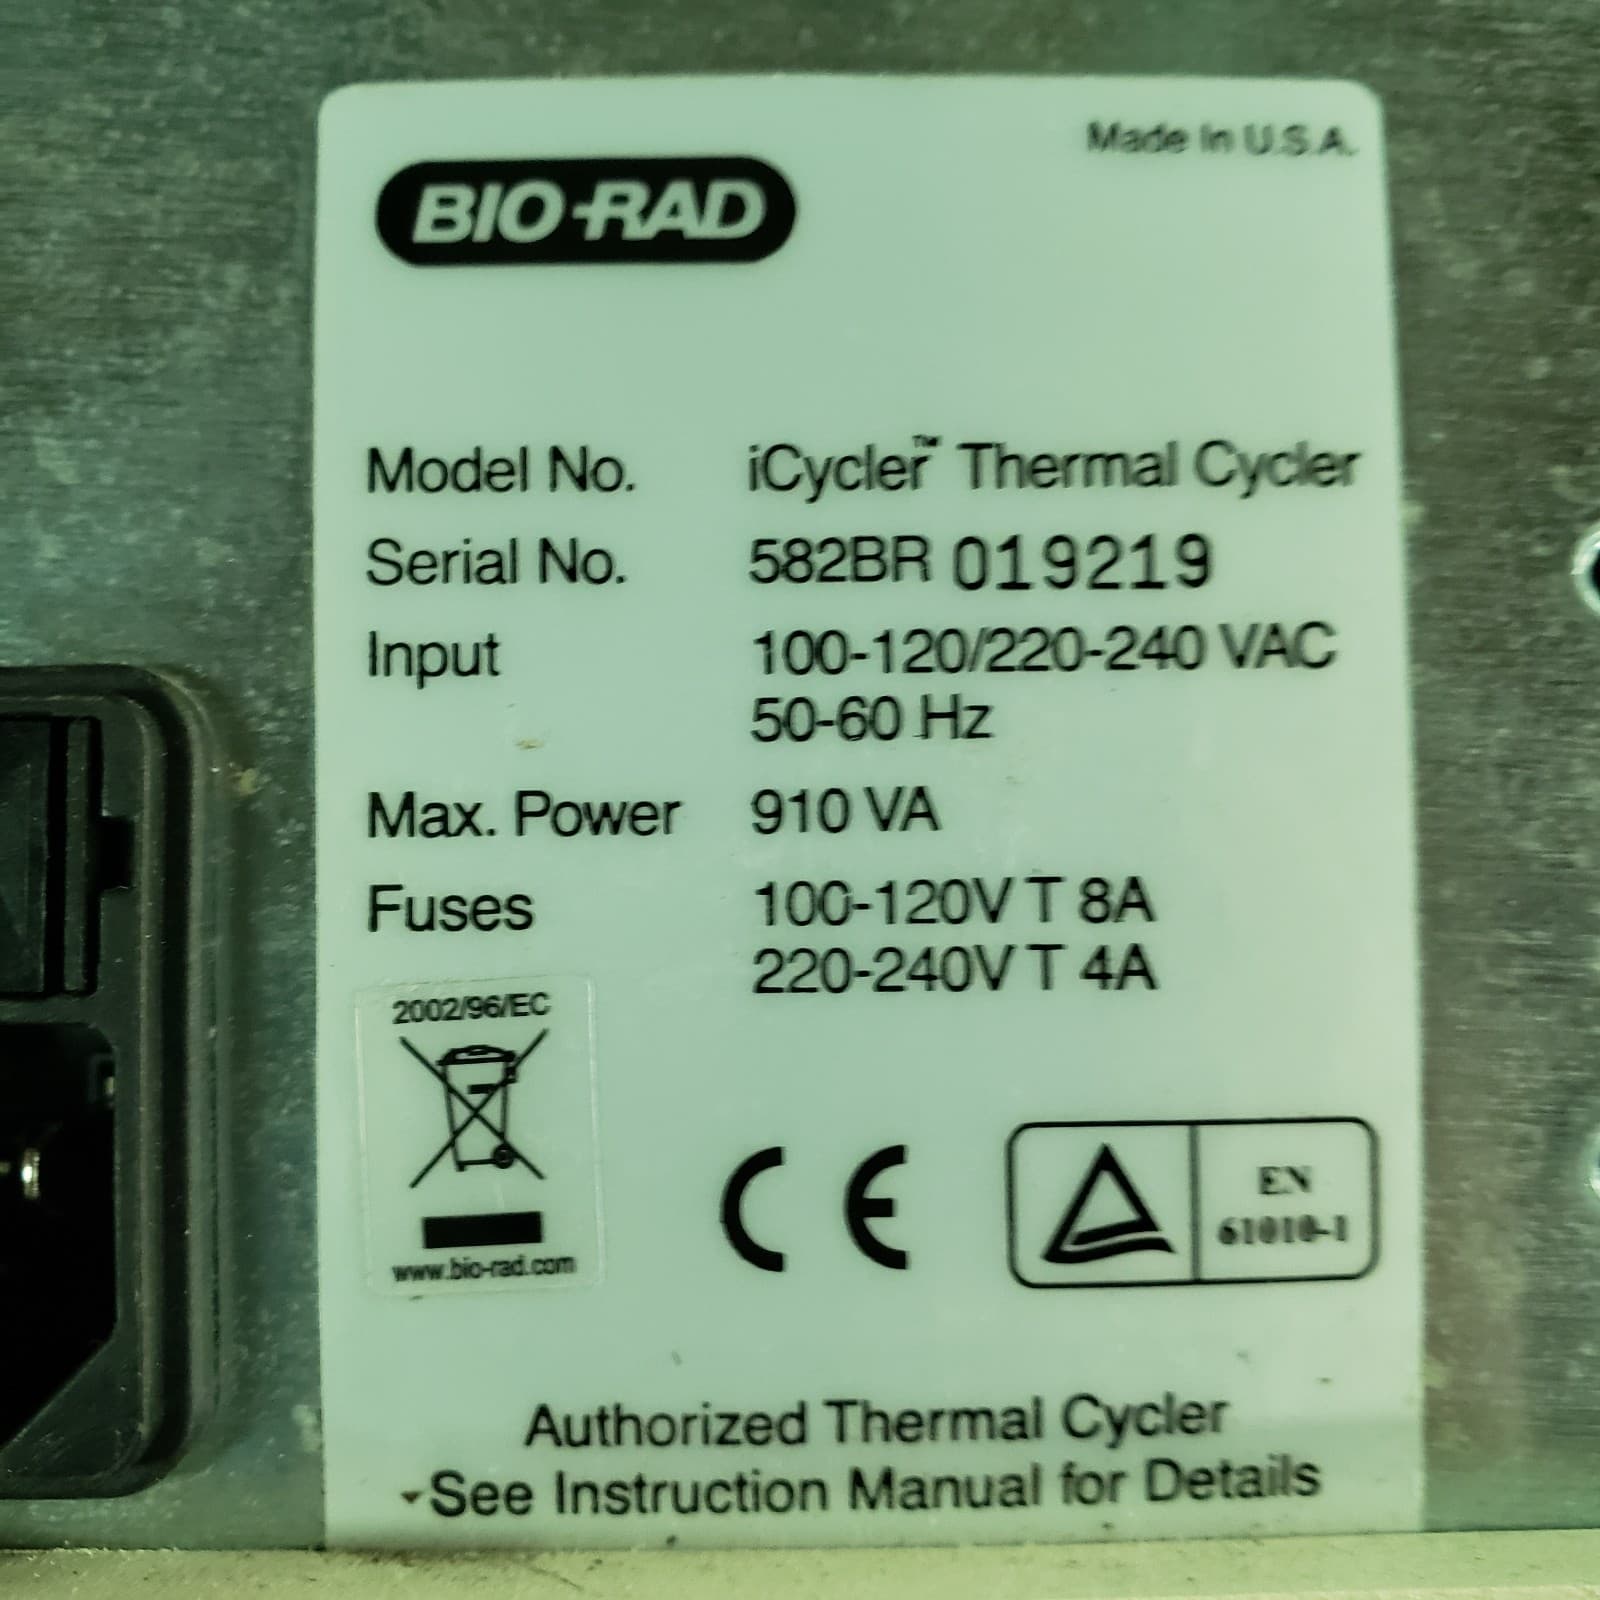 Made in U.S.A.
BIO-RAD
Model No. iCycler™ Thermal Cycler
Serial No. 582BR 019219
Input 100-120/220-240 VAC
50-60 Hz
Max. Power 910 VA
Fuses 100-120V T 8A
220-240V T 4A
2002/96/EC
www.bio-rad.com
CE
EN
61010-1
Authorized Thermal Cycler
See Instruction Manual for Details